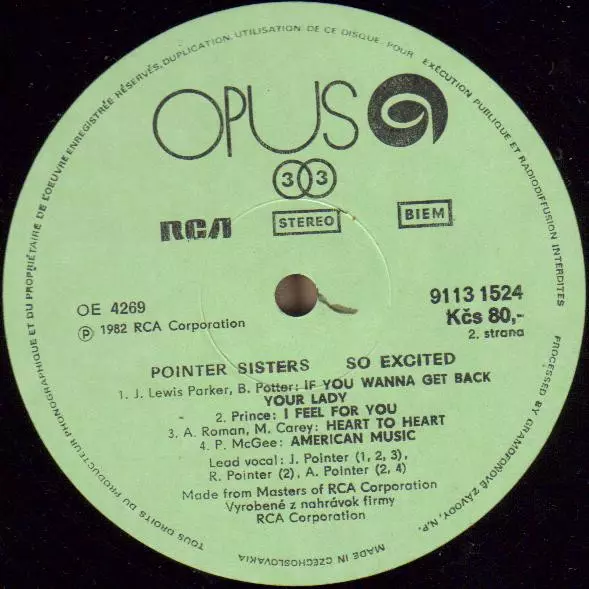 TOUS DROITS DU PRODUCTEUR PHONOGRAPHIQUE ET DU PROPRIÉTAIRE DE L'OEUVRE ENREGISTRÉE RÉSERVÉS. DUPLICATION, UTILISATION DE CE DISQUE POUR EXÉCUTION PUBLIQUE ET RADIODIFFUSION INTERDITES
PROCESSED BY GRAMOFONOVÉ ZÁVODY, N.P.
MADE IN CZECHOSLOVAKIA
OPUS
33
RCA STEREO BIEM
OE 4269
Ⓟ 1982 RCA Corporation
9113 1524
Kčs 80,-
2. strana
POINTER SISTERS SO EXCITED
1. J. Lewis Parker, B. Potter: IF YOU WANNA GET BACK
YOUR LADY
2. Prince: I FEEL FOR YOU
3. A. Roman, M. Carey: HEART TO HEART
4. P. McGee: AMERICAN MUSIC
Lead vocal: J. Pointer (1, 2, 3),
R. Pointer (2), A. Pointer (2, 4)
Made from Masters of RCA Corporation
Vyrobené z nahrávok firmy
RCA Corporation